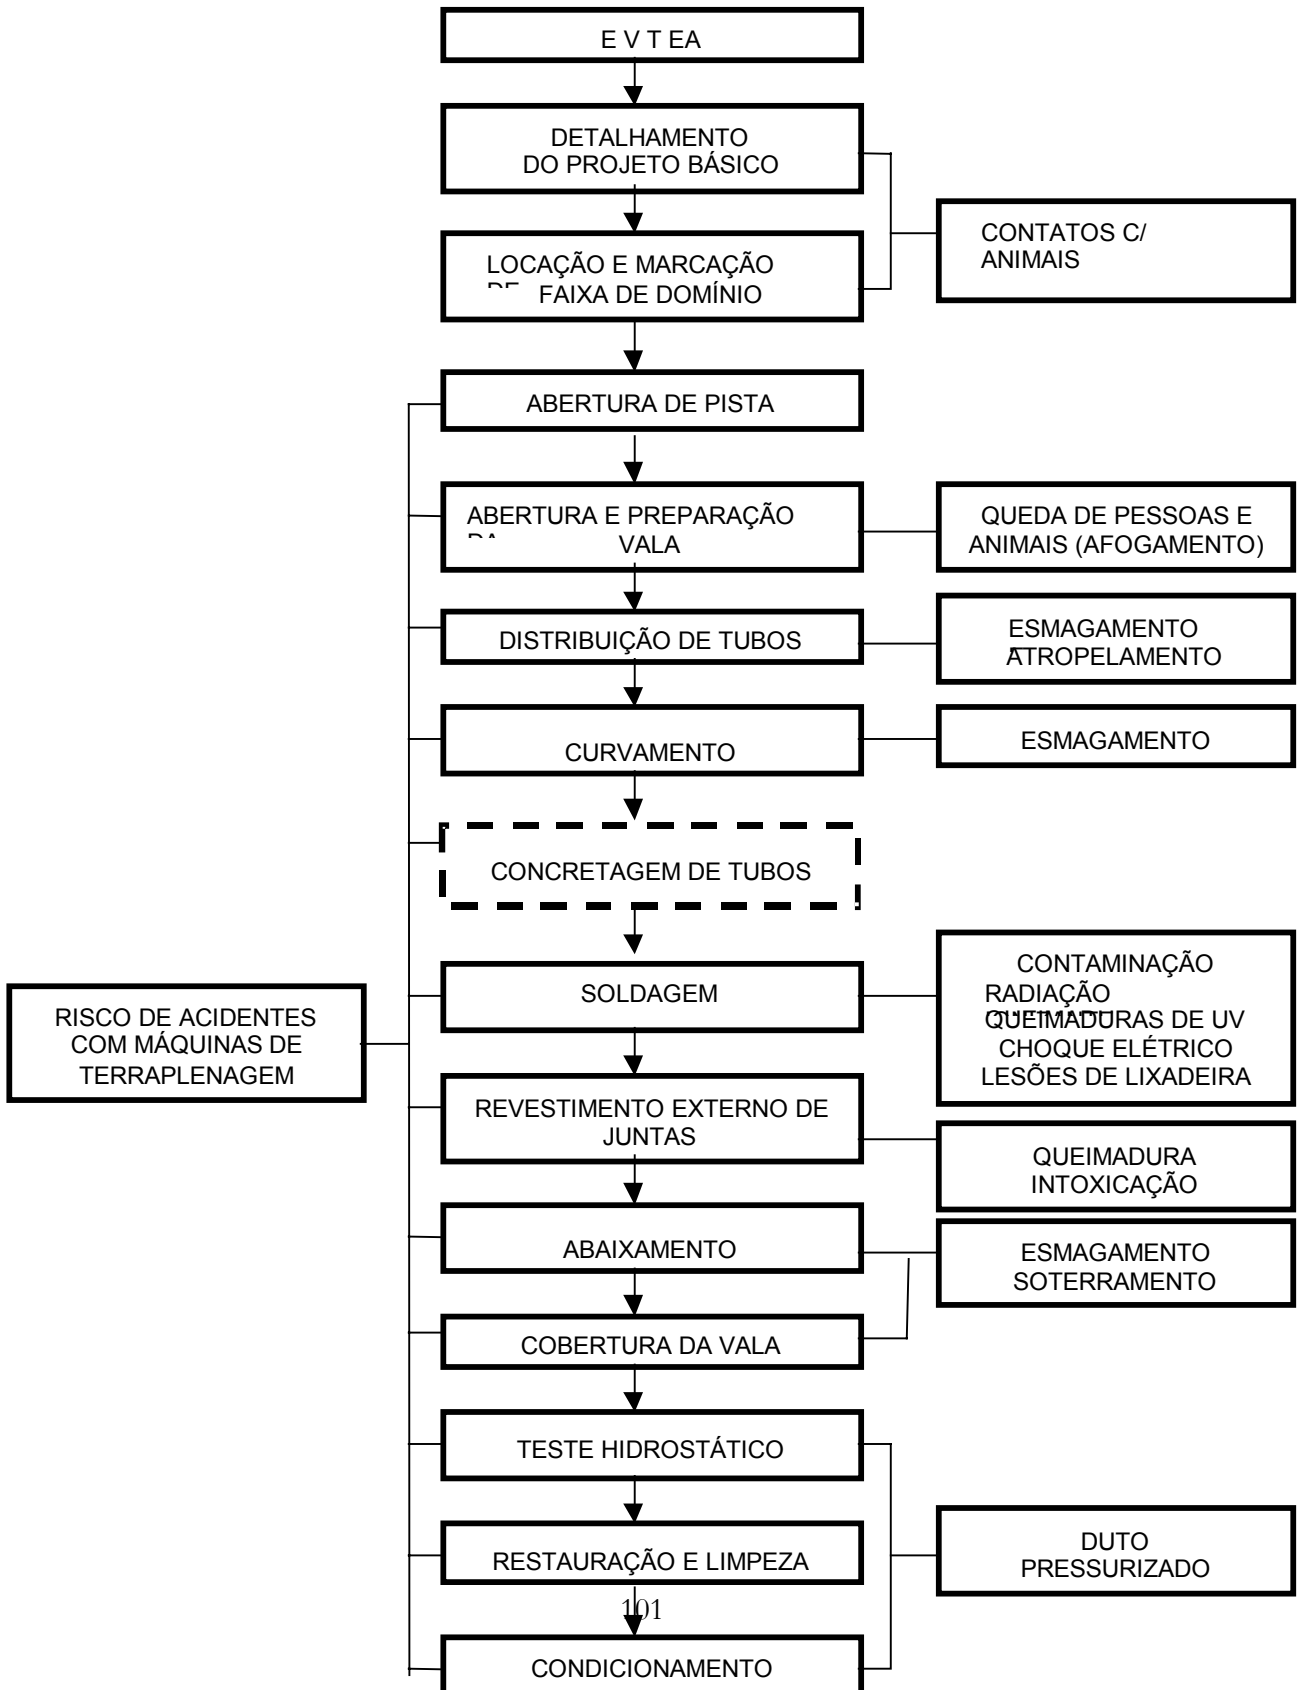 E V T EA
DETALHAMENTO
DO PROJETO BÁSICO
CONTATOS C/
ANIMAIS
LOCAÇÃO E MARCAÇÃO
FAIXA DE DOMÍNIO
ABERTURA DE PISTA
ABERTURA E PREPARAÇÃO
VALA
QUEDA DE PESSOAS E
ANIMAIS (AFOGAMENTO)
DISTRIBUIÇÃO DE TUBOS
ESMAGAMENTO
ATROPELAMENTO
CURVAMENTO
ESMAGAMENTO
CONCRETAGEM DE TUBOS
SOLDAGEM
CONTAMINAÇÃO
RADIAÇÃO
QUEIMADURAS DE UV
CHOQUE ELÉTRICO
LESÕES DE LIXADEIRA
RISCO DE ACIDENTES
COM MÁQUINAS DE
TERRAPLENAGEM
REVESTIMENTO EXTERNO DE
JUNTAS
QUEIMADURA
INTOXICAÇÃO
ABAIXAMENTO
ESMAGAMENTO
SOTERRAMENTO
COBERTURA DA VALA
TESTE HIDROSTÁTICO
RESTAURAÇÃO E LIMPEZA
DUTO
PRESSURIZADO
101
CONDICIONAMENTO